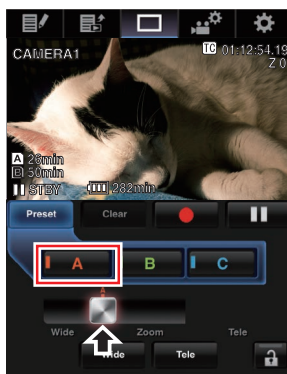 CAMERA1
TC 01:12:54.19
Z 0
A 26min
B 50min
STBY 282min
Preset Clear
A B C
A
Wide Zoom Tele
Wide Tele